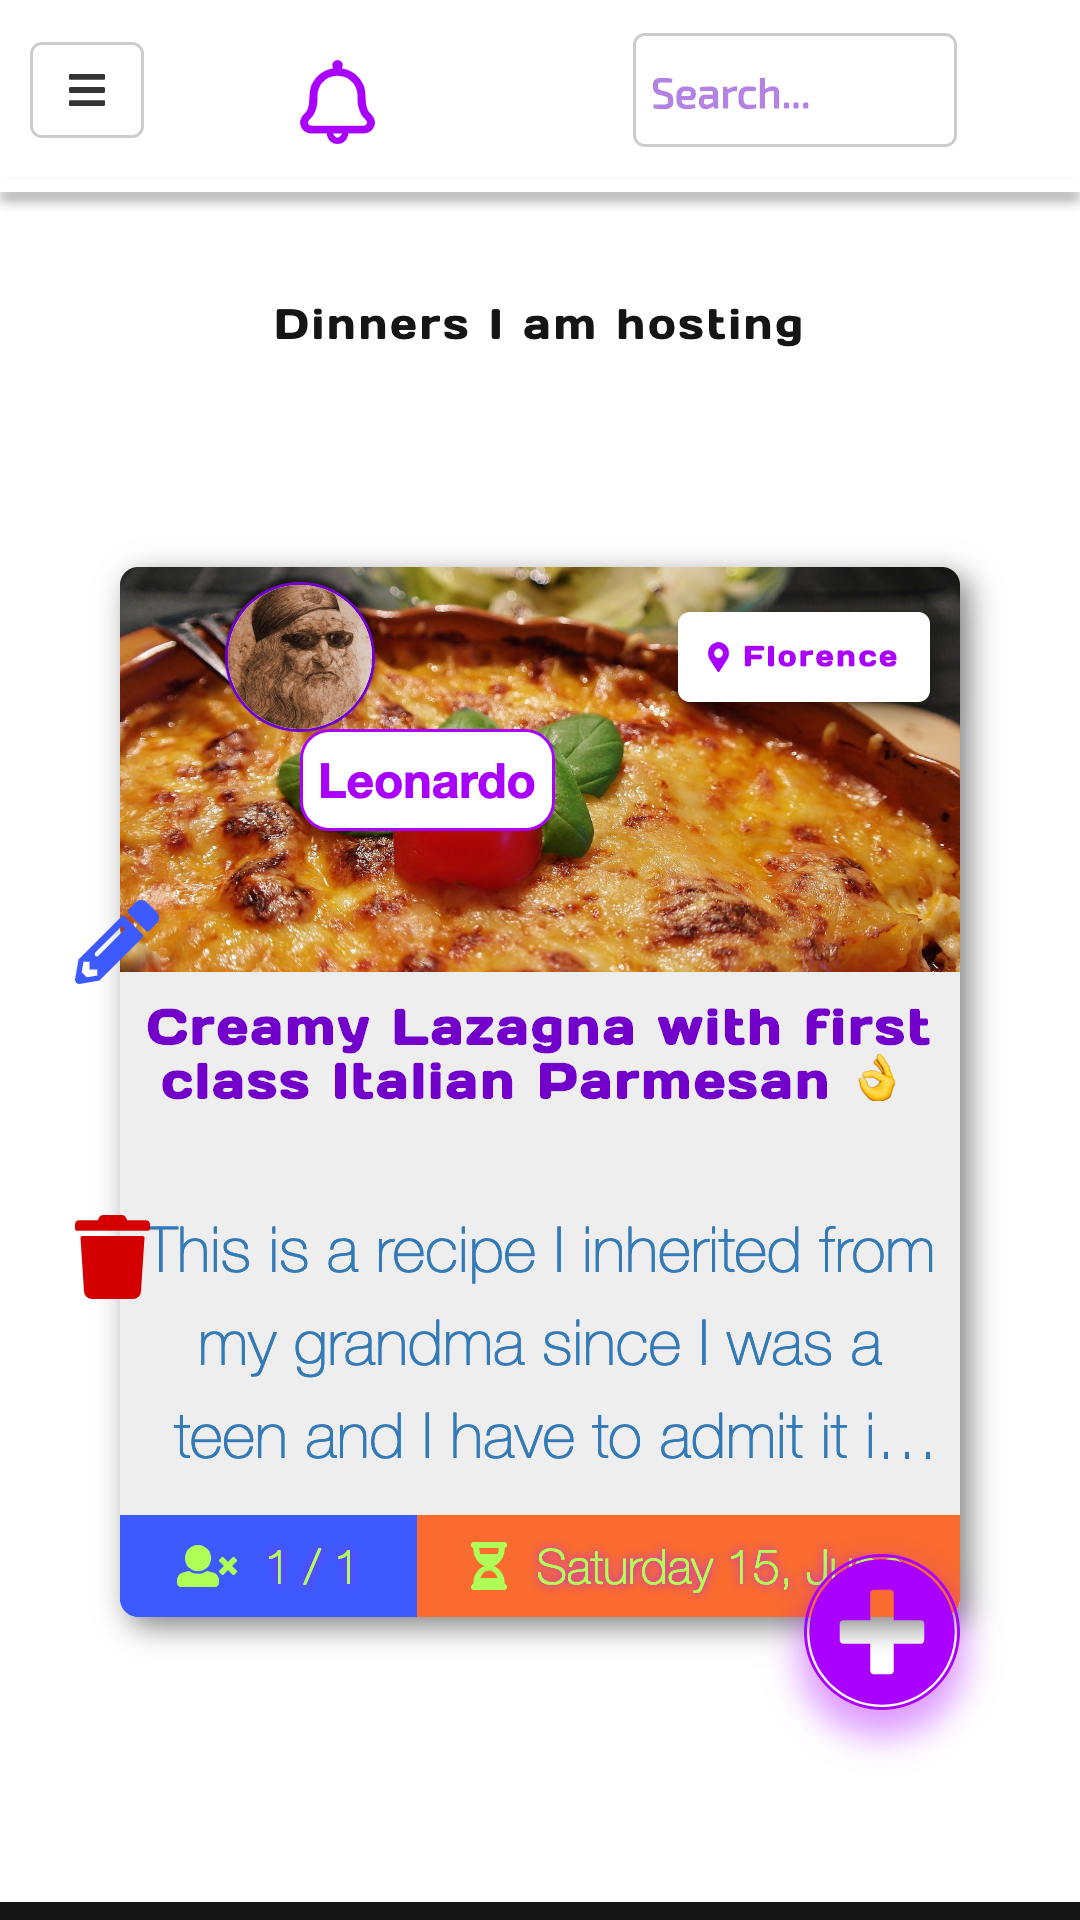 Search...
Dinners I am hosting
Florence
Leonardo
Creamy Lazagna with first
class Italian Parmesan 👌
This is a recipe I inherited from
my grandma since I was a
teen and I have to admit it i…
1 / 1
Saturday 15,